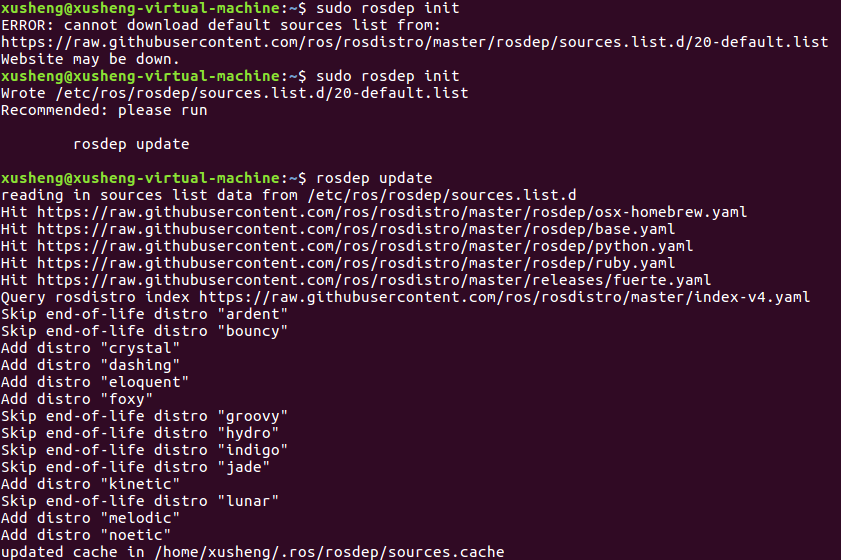 xusheng@xusheng-virtual-machine:~$ sudo rosdep init
ERROR: cannot download default sources list from:
https://raw.githubusercontent.com/ros/rosdistro/master/rosdep/sources.list.d/20-default.list
Website may be down.
xusheng@xusheng-virtual-machine:~$ sudo rosdep init
Wrote /etc/ros/rosdep/sources.list.d/20-default.list
Recommended: please run

        rosdep update

xusheng@xusheng-virtual-machine:~$ rosdep update
reading in sources list data from /etc/ros/rosdep/sources.list.d
Hit https://raw.githubusercontent.com/ros/rosdistro/master/rosdep/osx-homebrew.yaml
Hit https://raw.githubusercontent.com/ros/rosdistro/master/rosdep/base.yaml
Hit https://raw.githubusercontent.com/ros/rosdistro/master/rosdep/python.yaml
Hit https://raw.githubusercontent.com/ros/rosdistro/master/rosdep/ruby.yaml
Hit https://raw.githubusercontent.com/ros/rosdistro/master/releases/fuerte.yaml
Query rosdistro index https://raw.githubusercontent.com/ros/rosdistro/master/index-v4.yaml
Skip end-of-life distro "ardent"
Skip end-of-life distro "bouncy"
Add distro "crystal"
Add distro "dashing"
Add distro "eloquent"
Add distro "foxy"
Skip end-of-life distro "groovy"
Skip end-of-life distro "hydro"
Skip end-of-life distro "indigo"
Skip end-of-life distro "jade"
Add distro "kinetic"
Skip end-of-life distro "lunar"
Add distro "melodic"
Add distro "noetic"
updated cache in /home/xusheng/.ros/rosdep/sources.cache